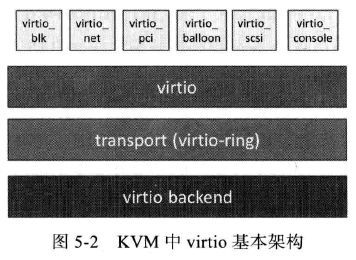 virtio_ virtio_ virtio_ virtio_ virtio_ virtio_
blk net pci balloon scsi console
virtio
transport (virtio-ring)
virtio backend
图 5-2 KVM 中 virtio 基本架构